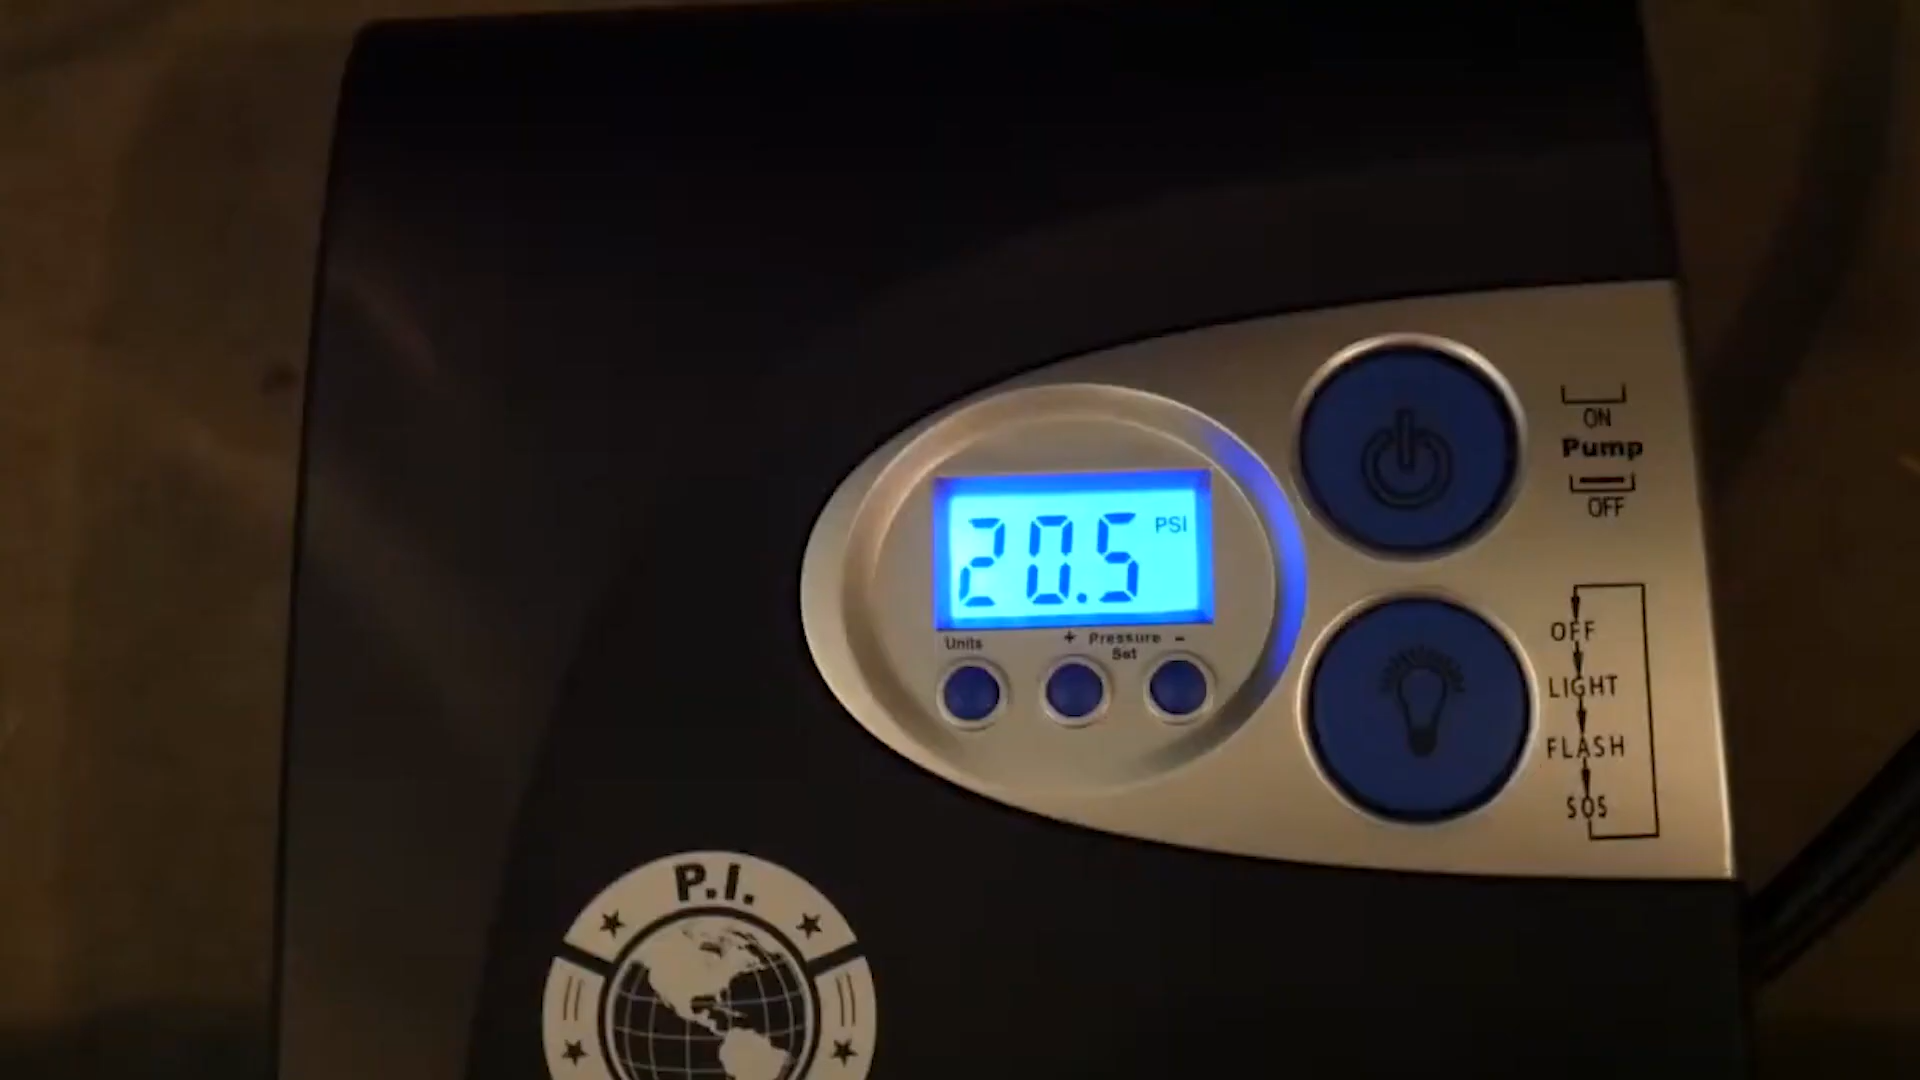 ON
Pump
OFF
20.5 PSI
Units
+ Pressure -
Set
OFF
LIGHT
FLASH
SOS
P.I.